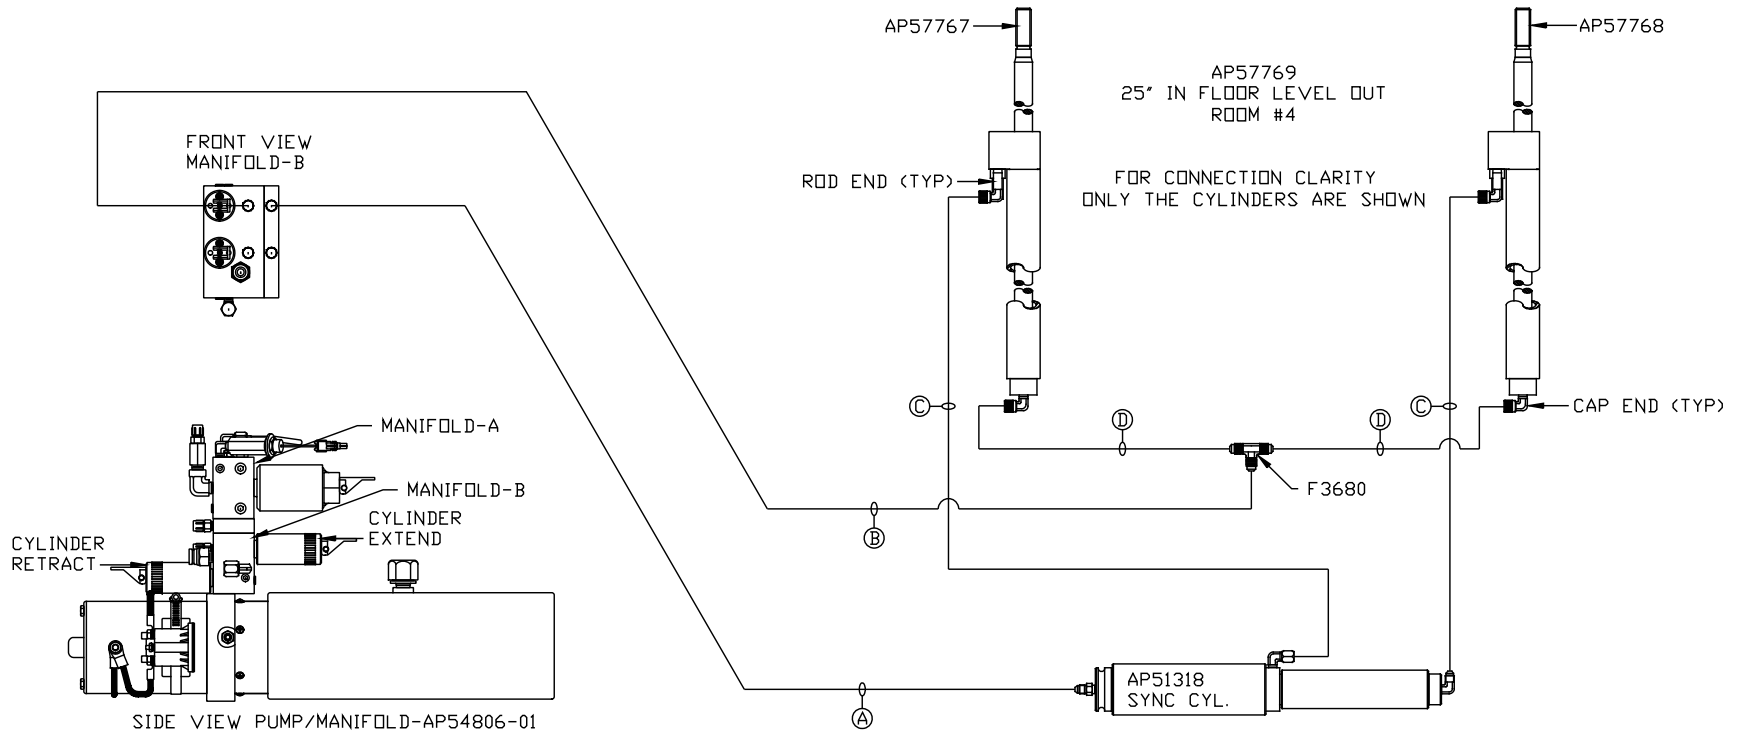 AP57767
AP57768
AP57769
25" IN FLOOR LEVEL OUT
ROOM #4
FRONT VIEW
MANIFOLD-B
ROD END (TYP)
FOR CONNECTION CLARITY
ONLY THE CYLINDERS ARE SHOWN
C
C
CAP END (TYP)
D
D
MANIFOLD-A
F3680
MANIFOLD-B
CYLINDER
EXTEND
B
CYLINDER
RETRACT
AP51318
SYNC CYL.
A
SIDE VIEW PUMP/MANIFOLD-AP54806-01